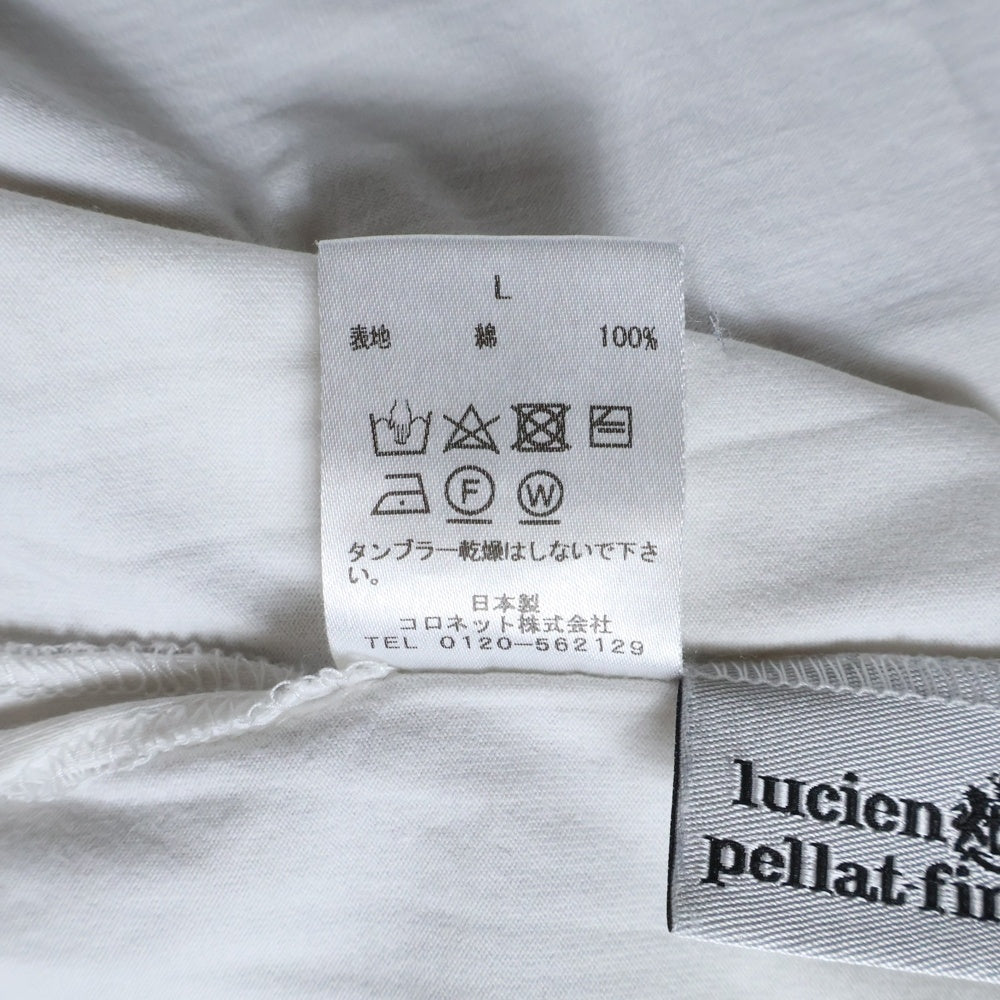 L
表地 綿 100%
F W
タンブラー乾燥はしないで下さ
い。
日本製
コロネット株式会社
TEL 0120-562129
lucien
pellat-fin